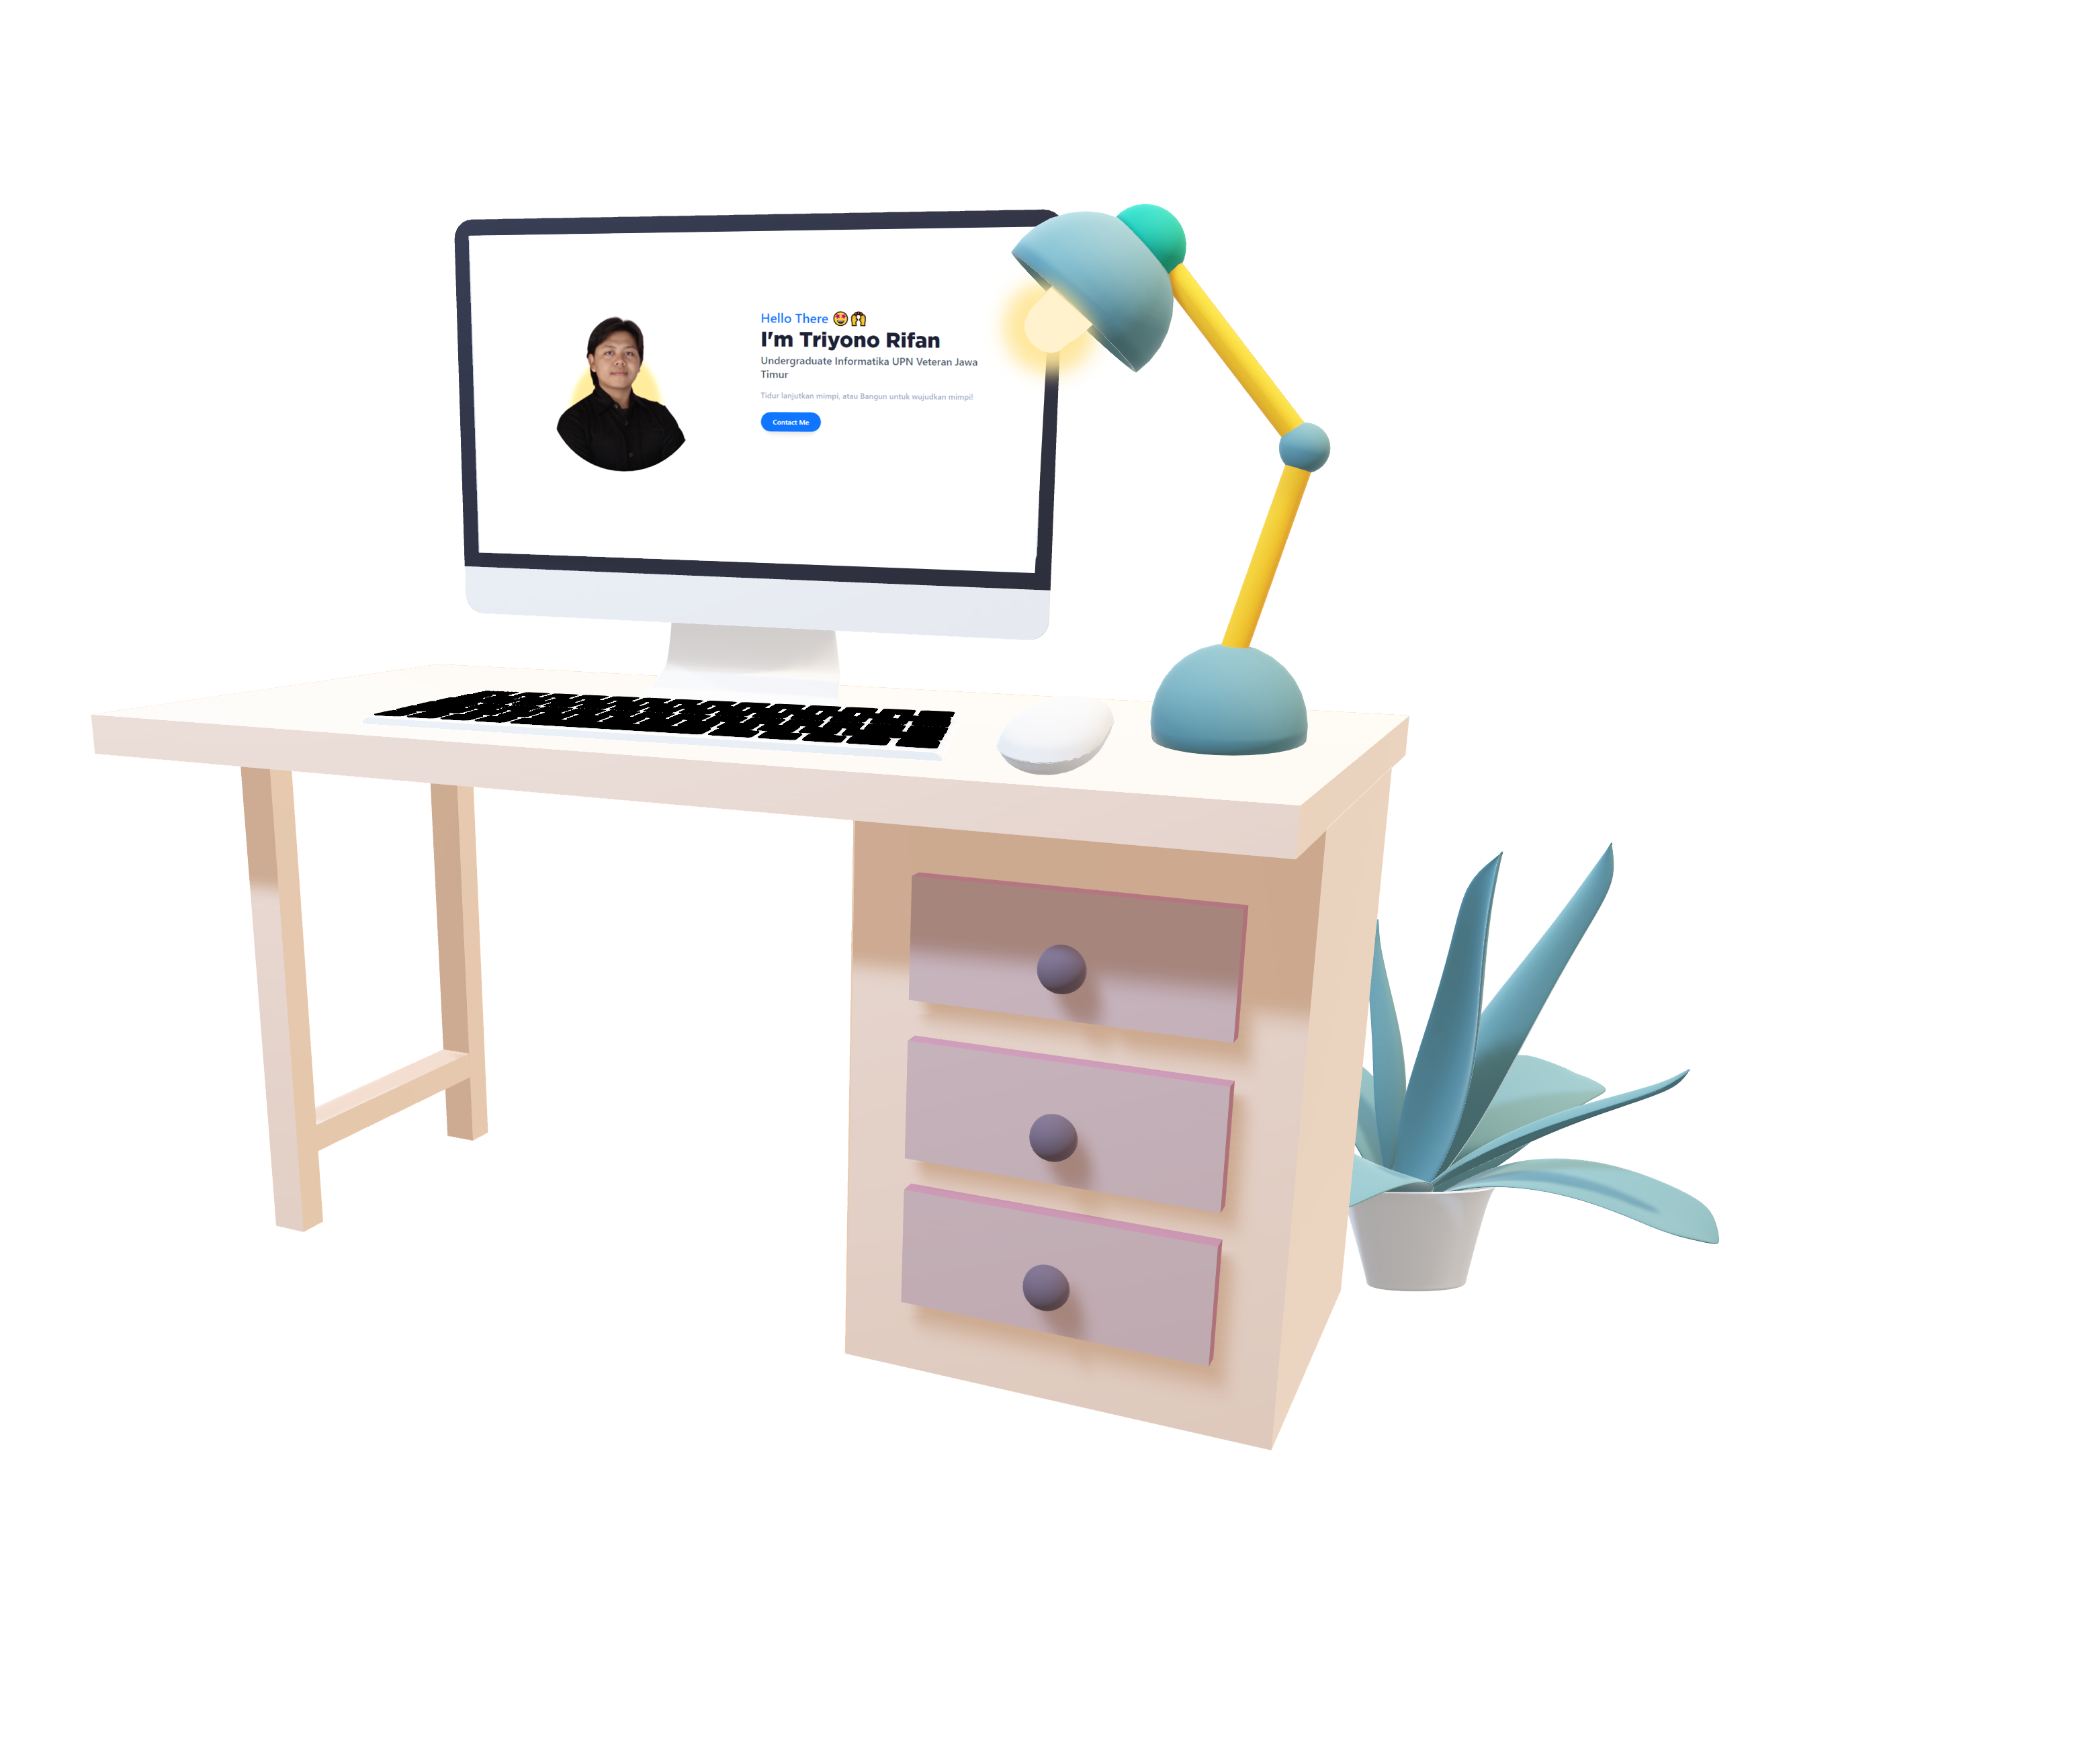 Hello There 🤩🙌
I'm Triyono Rifan
Undergraduate Informatika UPN Veteran Jawa
Timur
Tidur lanjutkan mimpi, atau Bangun untuk wujudkan mimpi!
Contact Me